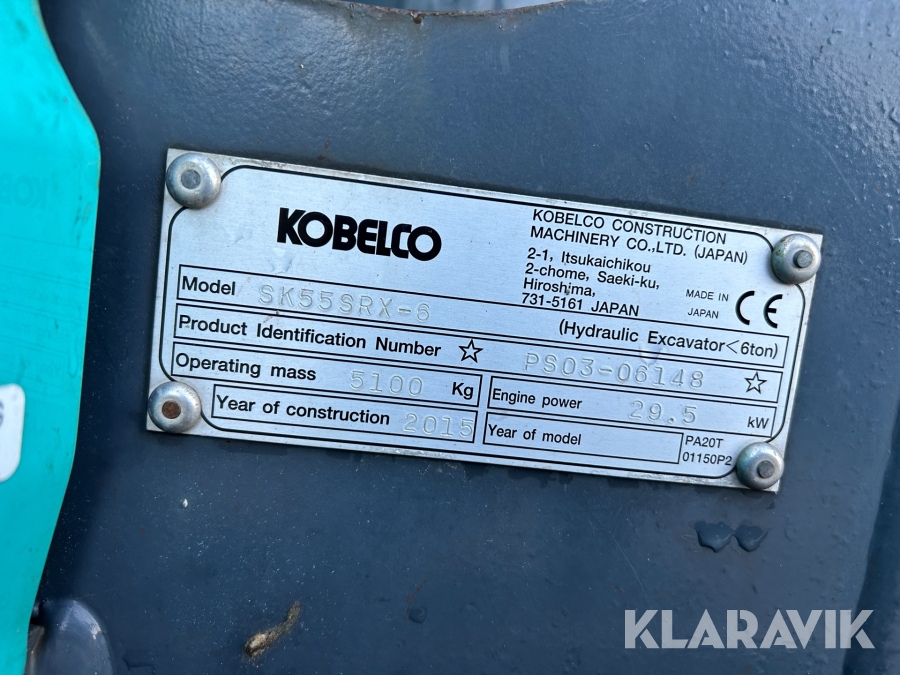 KOBELCO
KOBELCO CONSTRUCTION
MACHINERY CO.,LTD. (JAPAN)
2-1, Itsukaichikou
2-chome, Saeki-ku,
Hiroshima,
731-5161 JAPAN
MADE IN
JAPAN
CE
Model SK55SRX-6
(Hydraulic Excavator<6ton)
Product Identification Number ☆ PS03-06148 ☆
Operating mass 5100 Kg
Engine power 29.5 kW
Year of construction 2015
Year of model
PA20T
01150P2
KLARAVIK